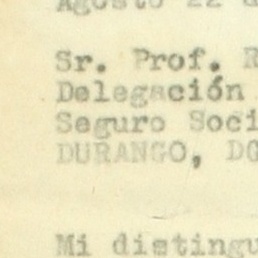 Agosto 22 d
Sr. Prof. R
Delegación
Seguro Soci
DURANGO, DG
Mi distingu